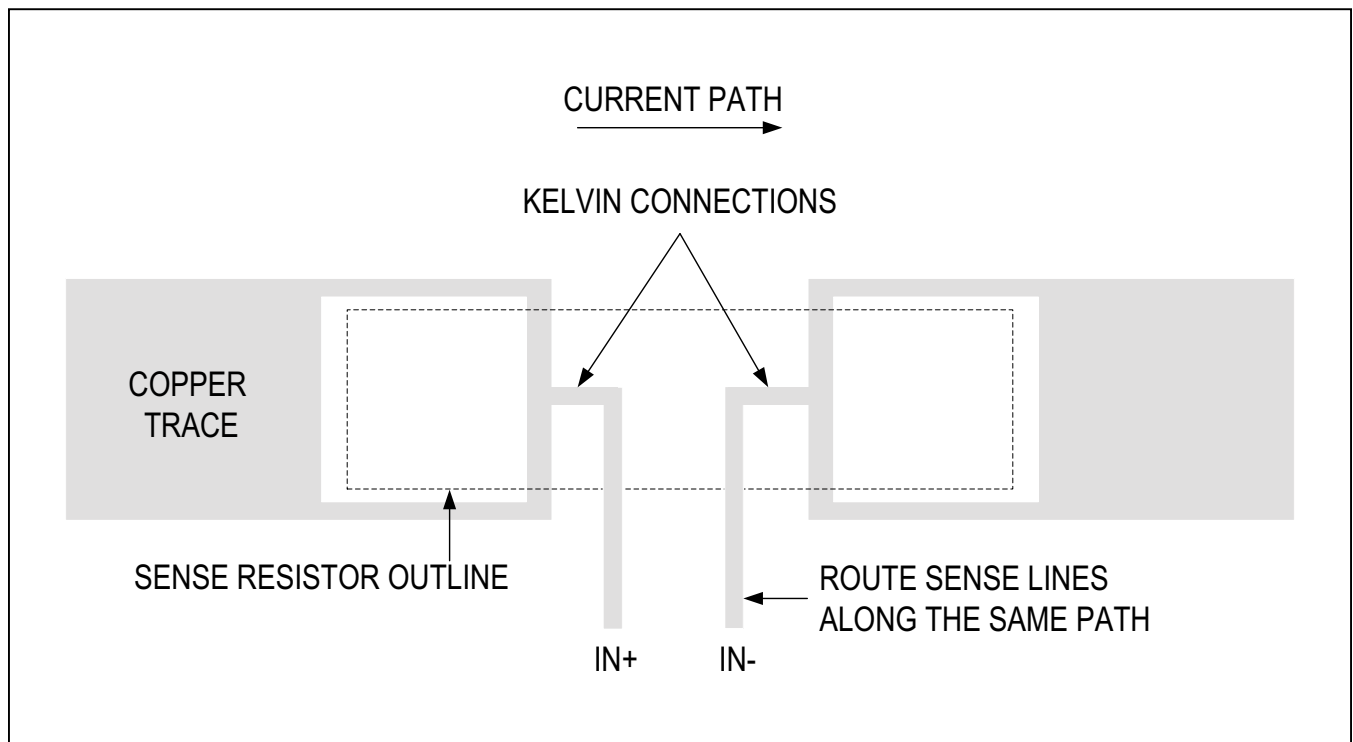 CURRENT PATH
KELVIN CONNECTIONS
COPPER
TRACE
SENSE RESISTOR OUTLINE
ROUTE SENSE LINES
ALONG THE SAME PATH
IN+
IN-